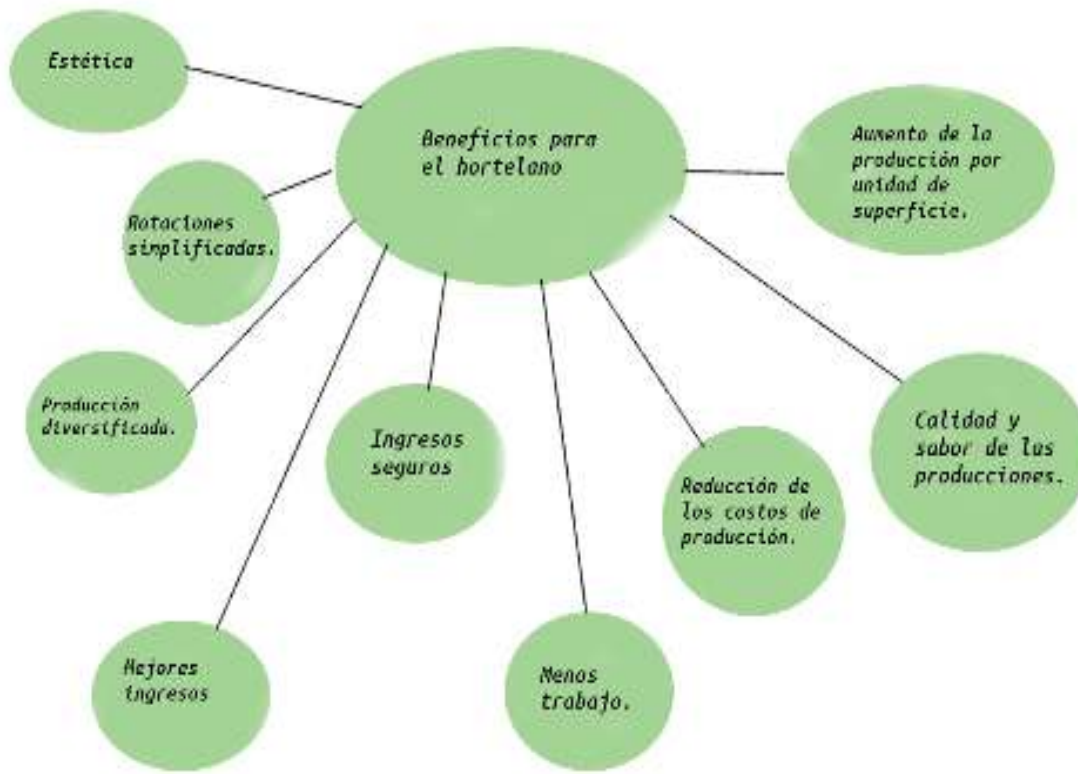 Estética
Beneficios para
el hortelano
Aumento de la
producción por
unidad de
superficie.
Rotaciones
simplificadas.
Producción
diversificada.
Ingresos
seguros
Reducción de
los costos de
producción.
Calidad y
sabor de las
producciones.
Mejores
ingresos
Menos
trabajo.